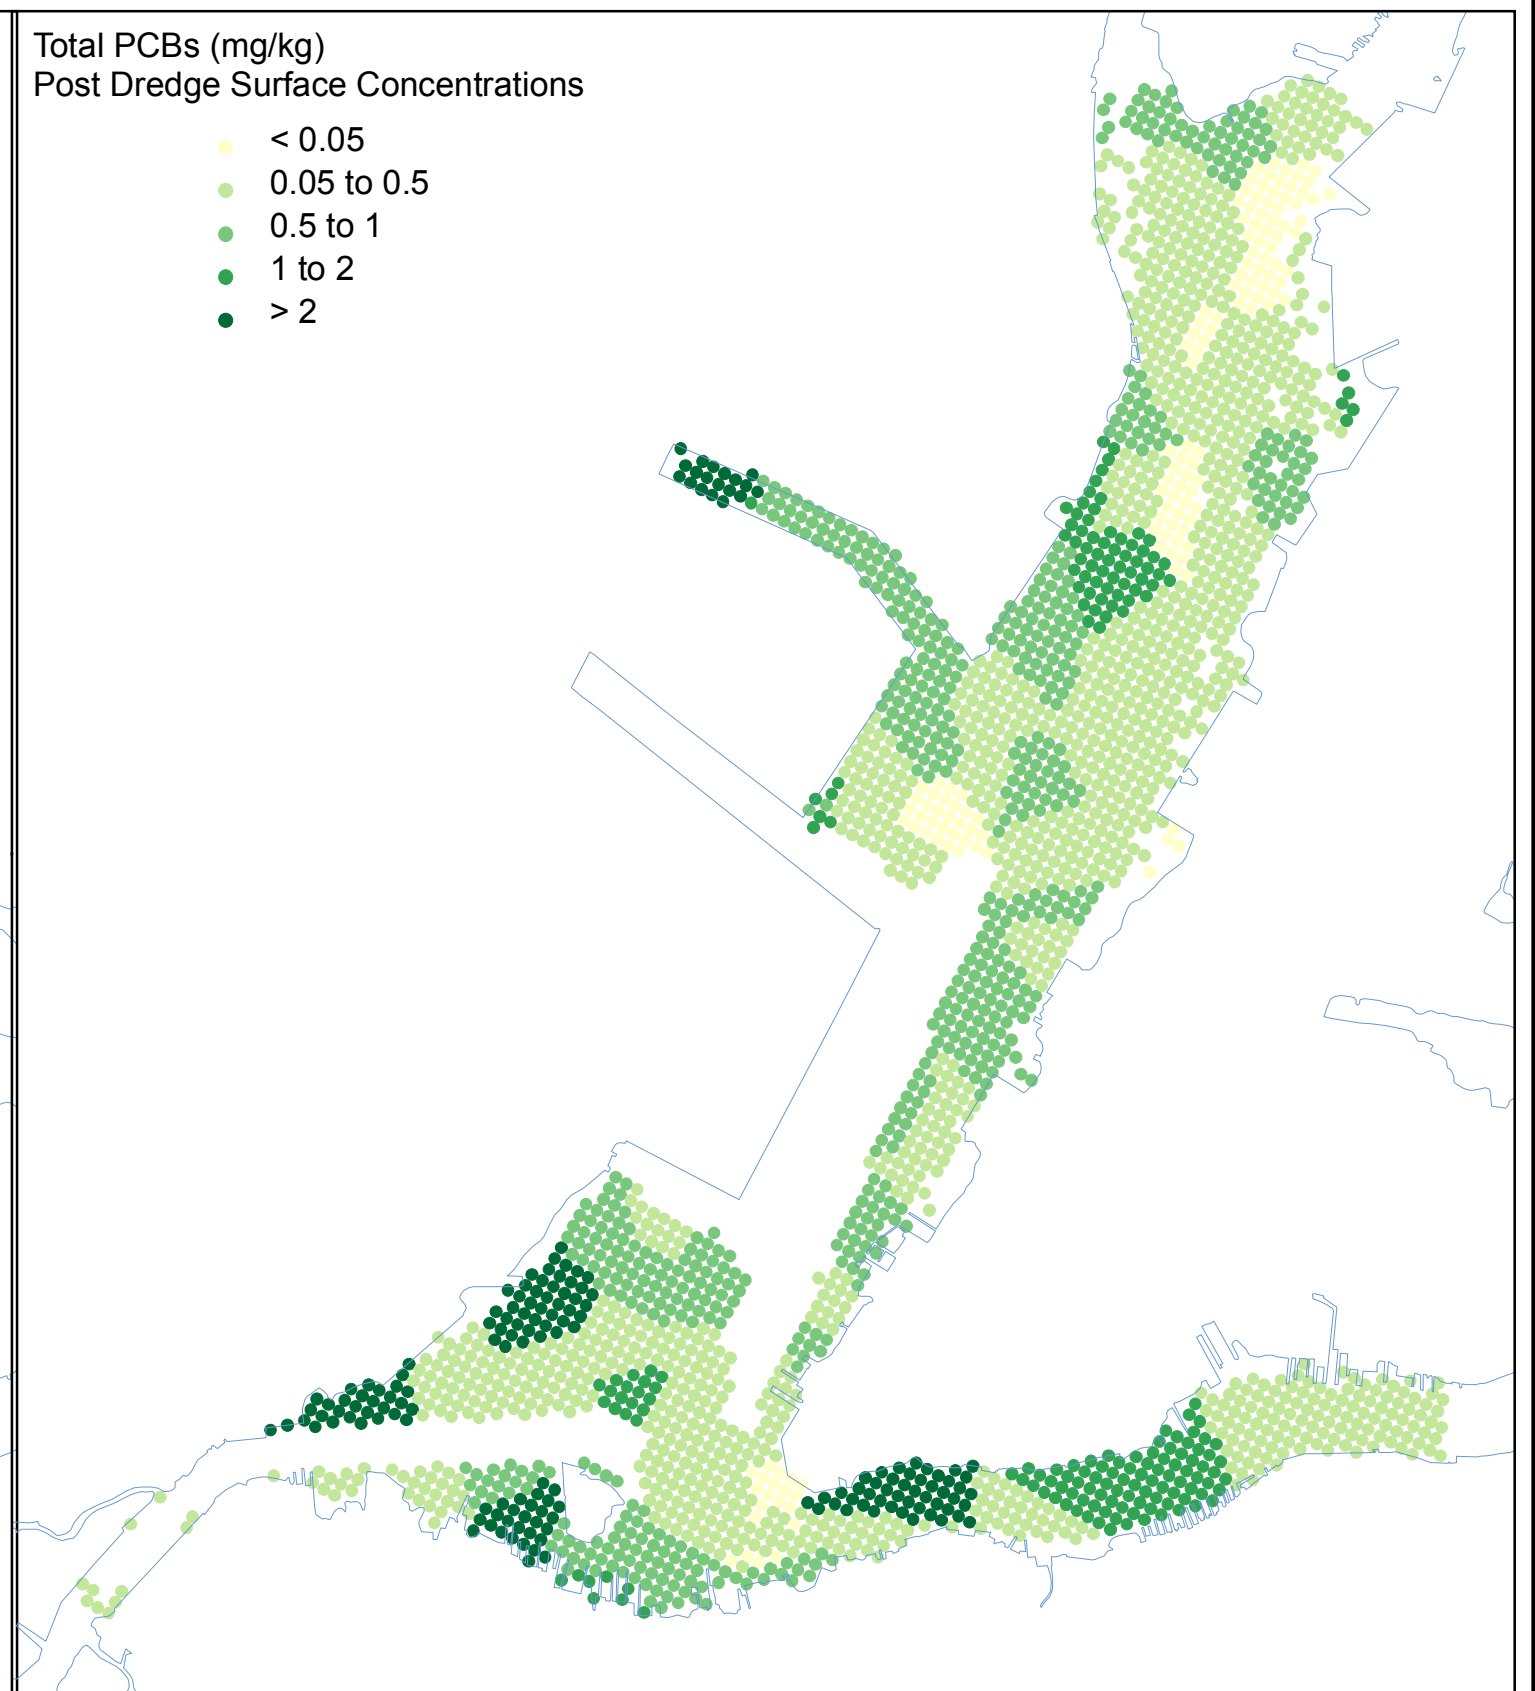 Total PCBs (mg/kg)
Post Dredge Surface Concentrations
< 0.05
0.05 to 0.5
0.5 to 1
1 to 2
> 2